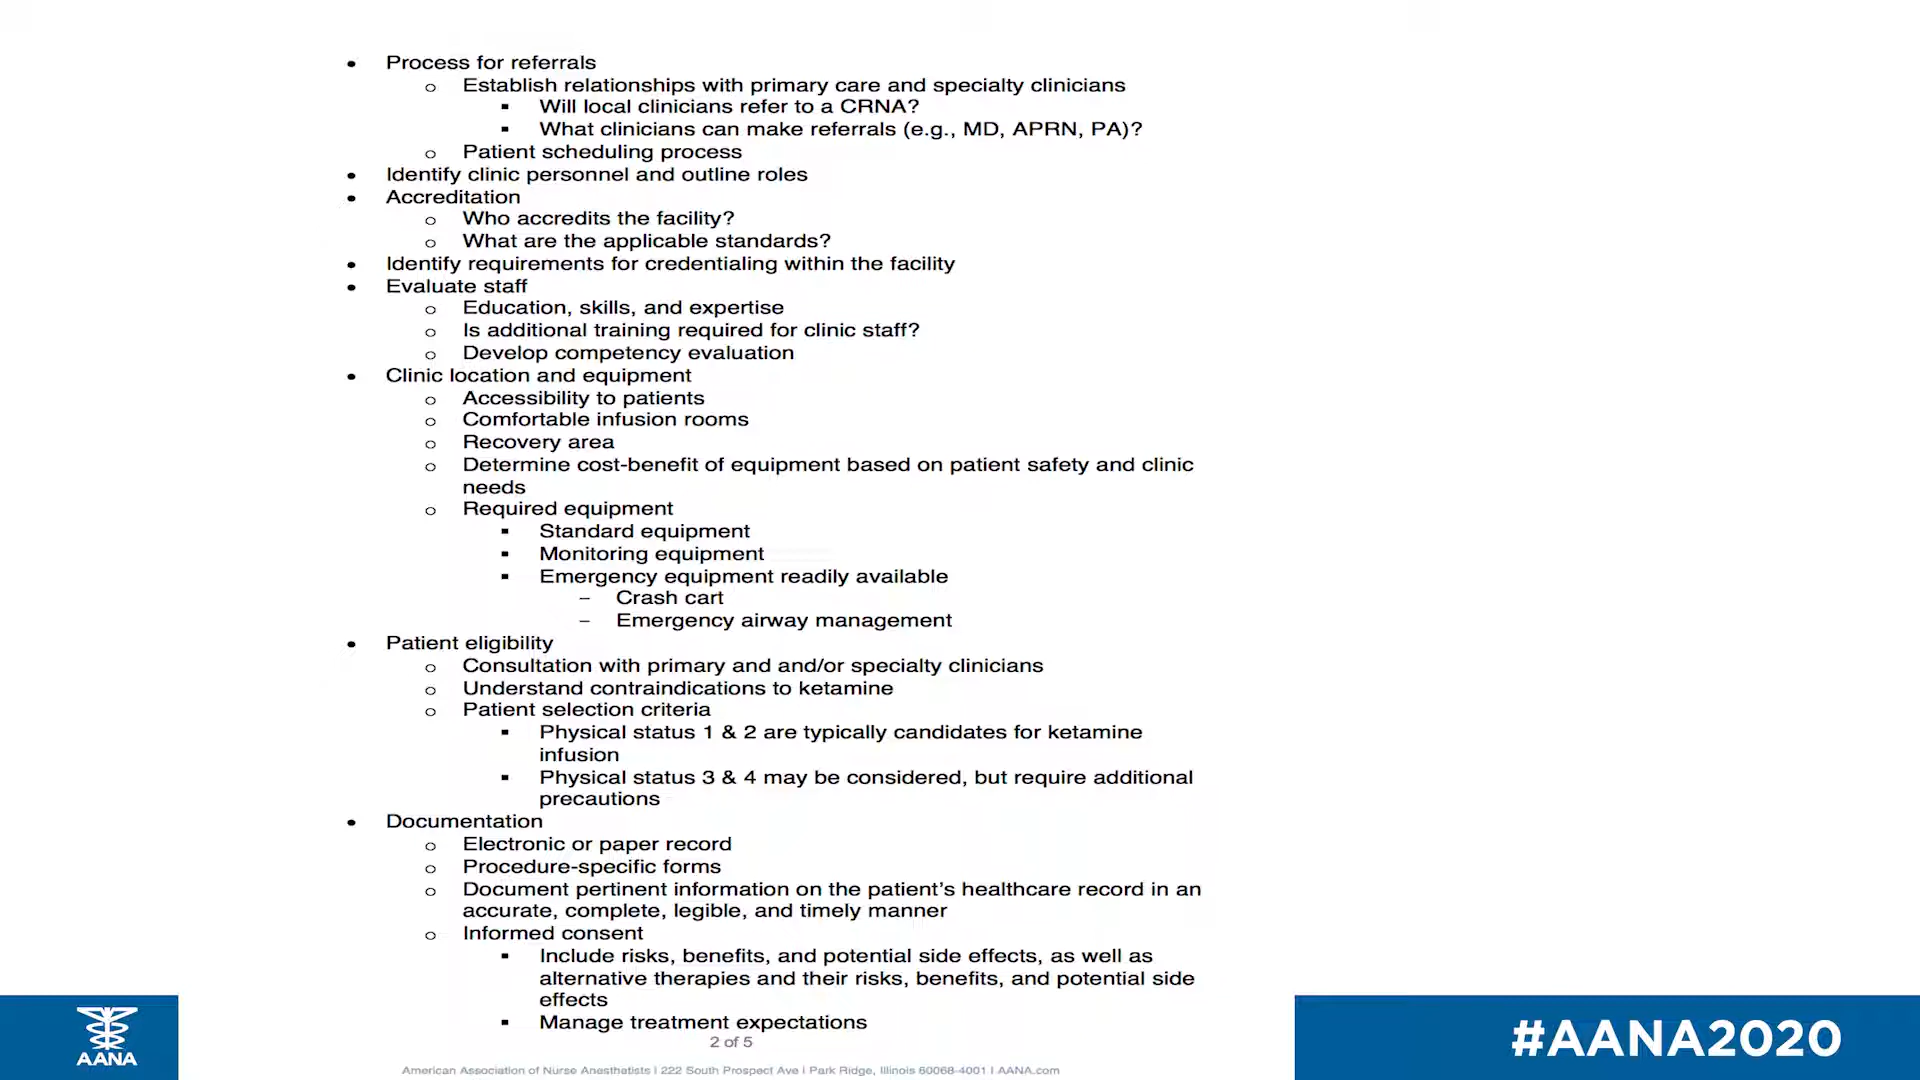 • Process for referrals
o Establish relationships with primary care and specialty clinicians
▪ Will local clinicians refer to a CRNA?
▪ What clinicians can make referrals (e.g., MD, APRN, PA)?
o Patient scheduling process
• Identify clinic personnel and outline roles
• Accreditation
o Who accredits the facility?
o What are the applicable standards?
• Identify requirements for credentialing within the facility
• Evaluate staff
o Education, skills, and expertise
o Is additional training required for clinic staff?
o Develop competency evaluation
• Clinic location and equipment
o Accessibility to patients
o Comfortable infusion rooms
o Recovery area
o Determine cost-benefit of equipment based on patient safety and clinic
needs
o Required equipment
▪ Standard equipment
▪ Monitoring equipment
▪ Emergency equipment readily available
– Crash cart
– Emergency airway management
• Patient eligibility
o Consultation with primary and and/or specialty clinicians
o Understand contraindications to ketamine
o Patient selection criteria
▪ Physical status 1 & 2 are typically candidates for ketamine
infusion
▪ Physical status 3 & 4 may be considered, but require additional
precautions
• Documentation
o Electronic or paper record
o Procedure-specific forms
o Document pertinent information on the patient’s healthcare record in an
accurate, complete, legible, and timely manner
o Informed consent
▪ Include risks, benefits, and potential side effects, as well as
alternative therapies and their risks, benefits, and potential side
effects
▪ Manage treatment expectations
2 of 5
American Association of Nurse Anesthetists I 222 South Prospect Ave I Park Ridge, Illinois 60068-4001 I AANA.com
AANA
#AANA2020